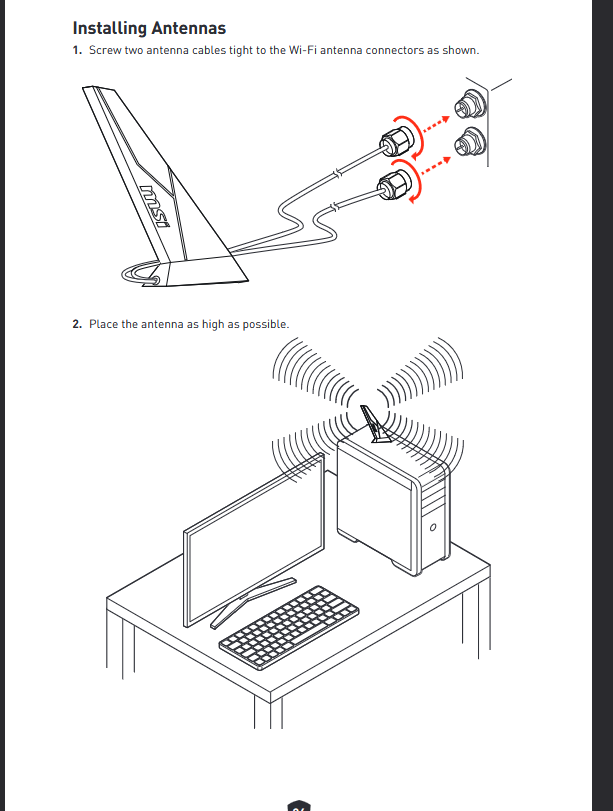 Installing Antennas
1. Screw two antenna cables tight to the Wi-Fi antenna connectors as shown.
msi
2. Place the antenna as high as possible.